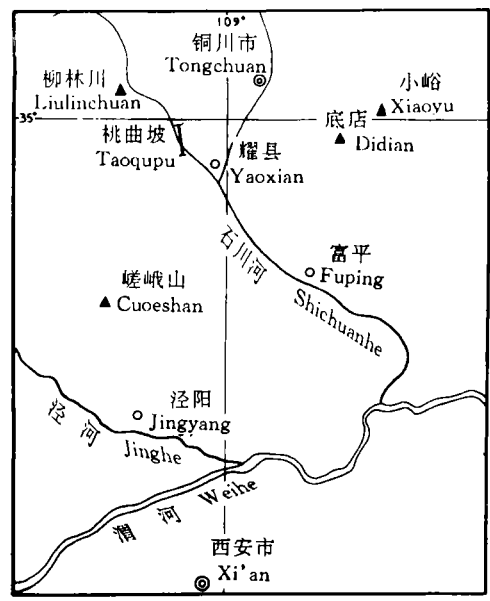 109°
铜川市
Tongchuan
柳林川
Liulinchuan
小峪
Xiaoyu
35°
底店
Didian
桃曲坡
Taoqupu
耀县
Yaoxian
石川河
Shichuanhe
富平
Fuping
嵯峨山
Cuoeshan
泾阳
Jingyang
泾河
Jinghe
渭河
Weihe
西安市
Xi'an